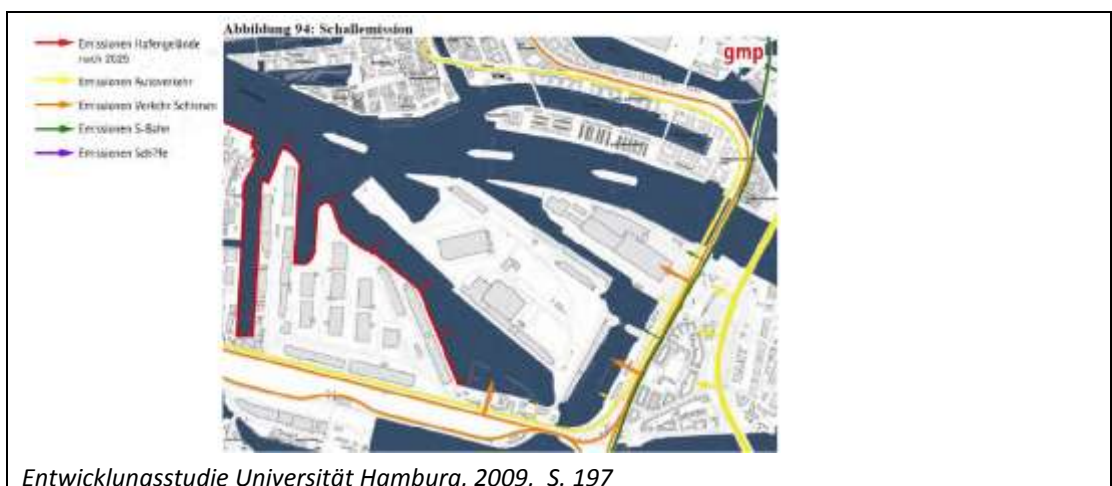 Abbildung 94: Schallemission
Emissionen Hafengelände
nach 2025
Emissionen Autoverkehr
Emissionen Verkehr Schienen
Emissionen S-Bahn
Emissionen Schiffe
gmp
Entwicklungsstudie Universität Hamburg, 2009, S. 197